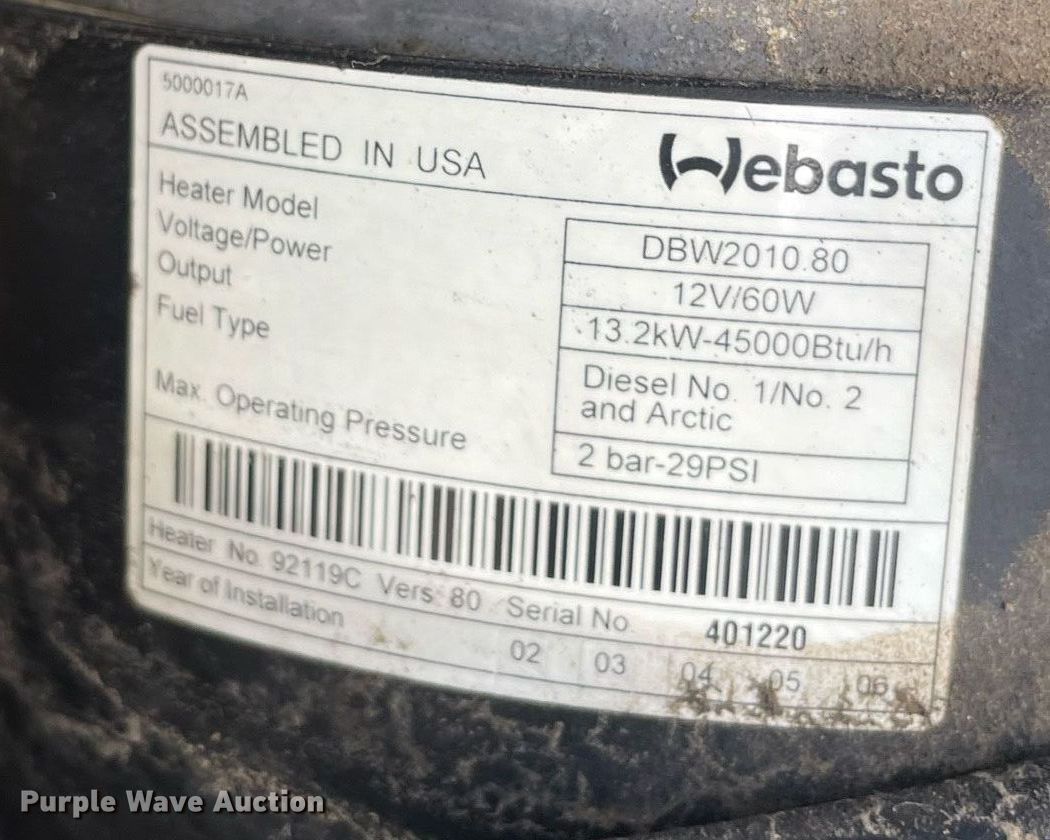 5000017A
ASSEMBLED IN USA
Webasto
Heater Model
DBW2010.80
Voltage/Power
12V/60W
Output
13.2kW-45000Btu/h
Fuel Type
Diesel No. 1/No. 2
and Arctic
Max. Operating Pressure
2 bar-29PSI
Heater No. 92119C Vers. 80 Serial No. 401220
Year of Installation 02 03 04 05 06
Purple Wave Auction